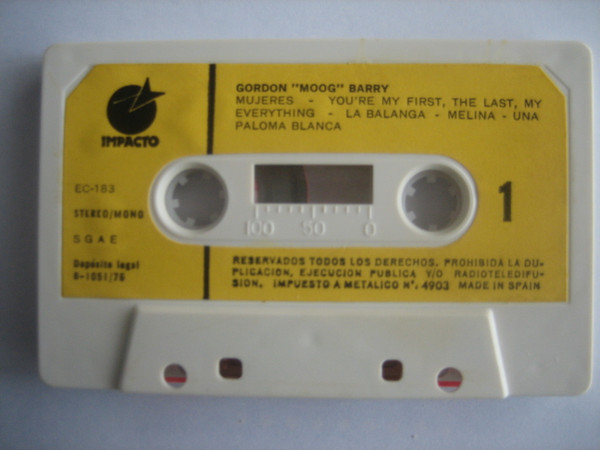 GORDON "MOOG" BARRY
MUJERES - YOU'RE MY FIRST, THE LAST, MY
EVERYTHING - LA BALANGA - MELINA - UNA
PALOMA BLANCA
IMPACTO
EC-183
STEREO/MONO
S G A E
Depósito legal
B-1051/76
1
100 50 0
RESERVADOS TODOS LOS DERECHOS. PROHIBIDA LA DU-
PLICACION, EJECUCION PUBLICA Y/O RADIOTELEDIFU-
SION. IMPUESTO A METALICO N°. 4903 MADE IN SPAIN